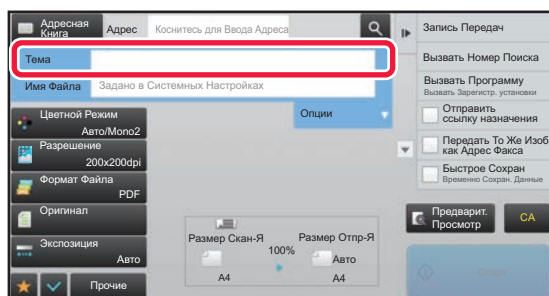 Адресная
Книга
Адрес
Коснитесь для Ввода Адреса
Тема
Имя Файла
Задано в Системных Настройках
Опции
Цветной Режим
Авто/Mono2
Разрешение
200x200dpi
Формат Файла
PDF
Оригинал
Экспозиция
Авто
Прочие
Размер Скан-Я
A4
100%
Размер Отпр-Я
Авто
A4
Запись Передач
Вызвать Номер Поиска
Вызвать Программу
Вызвать Зарегистр. установки
Отправить
ссылку назначения
Передать То Же Изоб
как Адрес Факса
Быстрое Сохран
Временно Сохран. Данные
Предварит.
Просмотр
CA